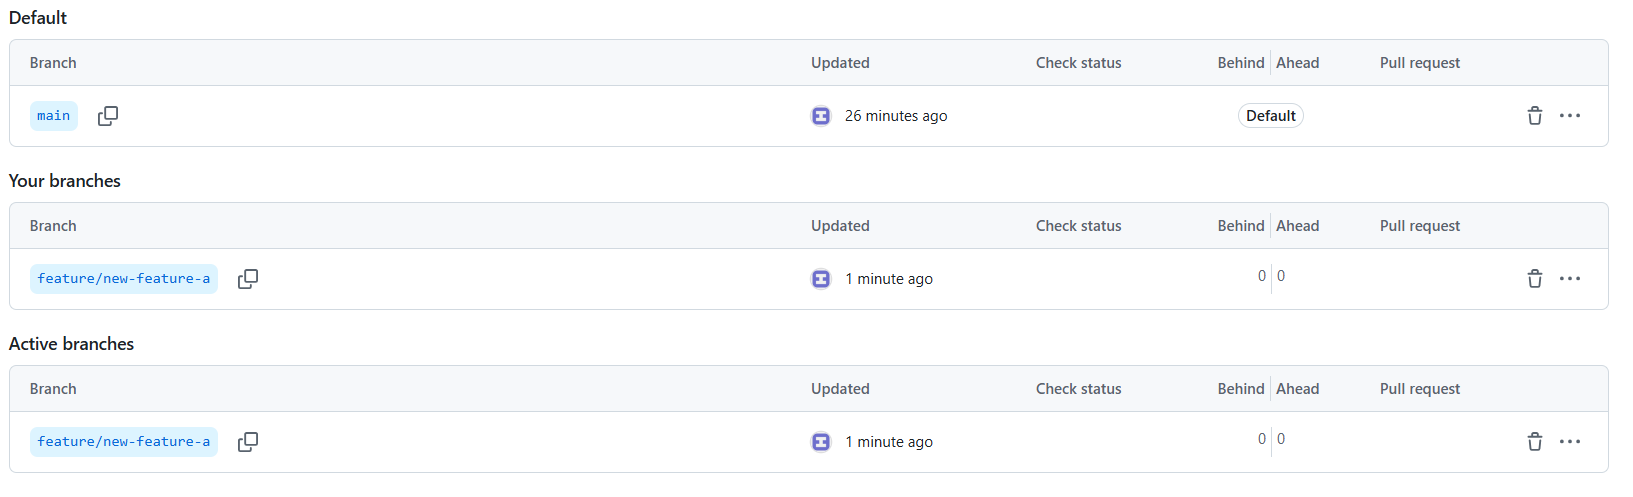 Default
Branch Updated Check status Behind Ahead Pull request
main 26 minutes ago Default
Your branches
Branch Updated Check status Behind Ahead Pull request
feature/new-feature-a 1 minute ago 0 0
Active branches
Branch Updated Check status Behind Ahead Pull request
feature/new-feature-a 1 minute ago 0 0